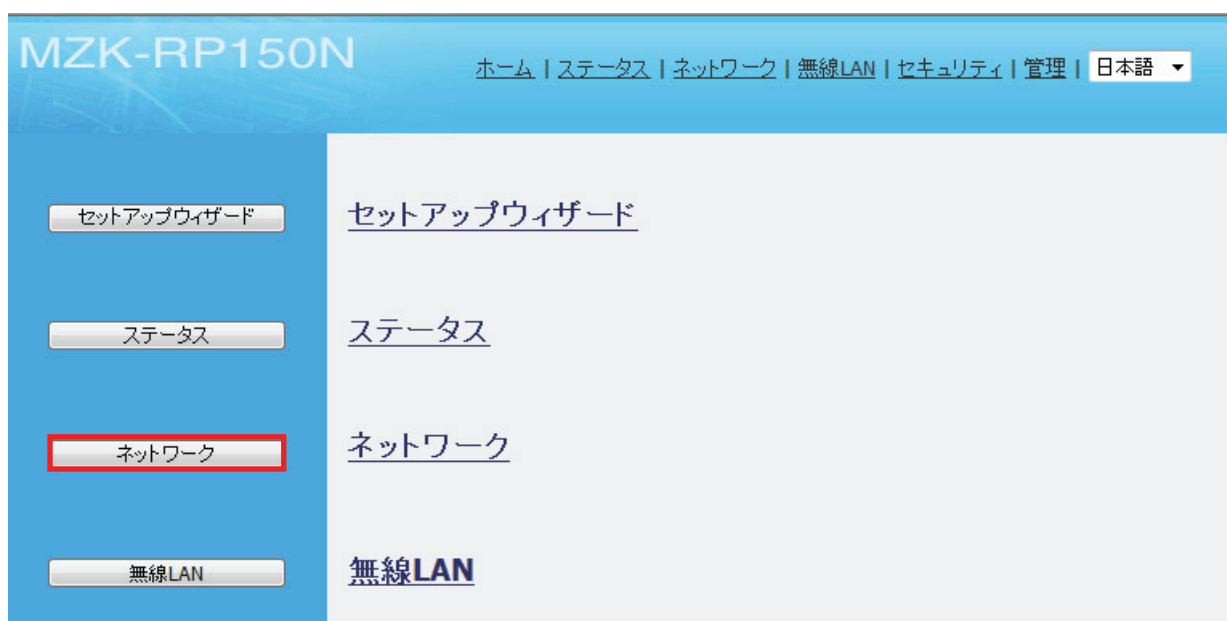 MZK-RP150N
ホーム | ステータス | ネットワーク | 無線LAN | セキュリティ | 管理 | 日本語
セットアップウィザード セットアップウィザード
ステータス ステータス
ネットワーク ネットワーク
無線LAN 無線LAN